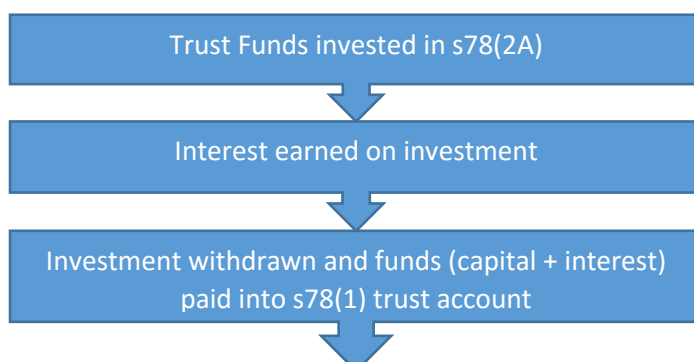 Trust Funds invested in s78(2A)
Interest earned on investment
Investment withdrawn and funds (capital + interest)
paid into s78(1) trust account